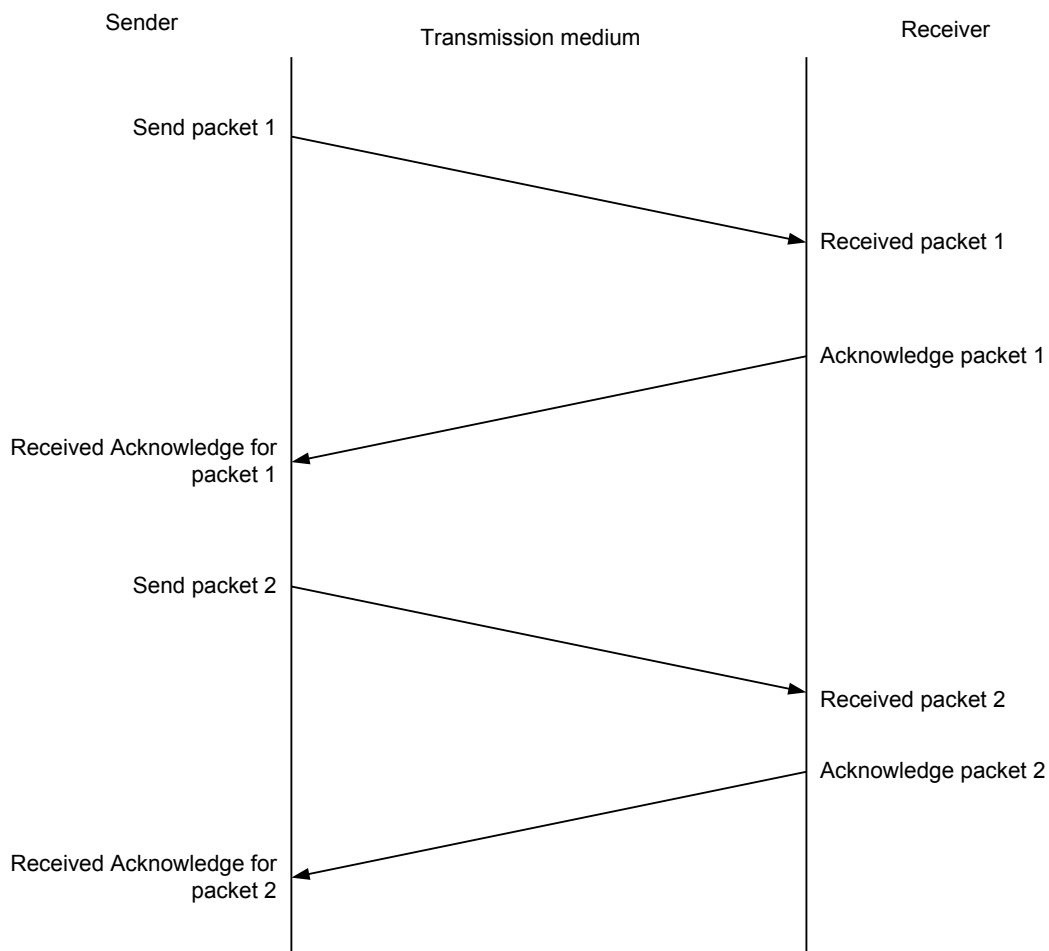 Sender
Transmission medium
Receiver
Send packet 1
Received packet 1
Acknowledge packet 1
Received Acknowledge for
packet 1
Send packet 2
Received packet 2
Acknowledge packet 2
Received Acknowledge for
packet 2